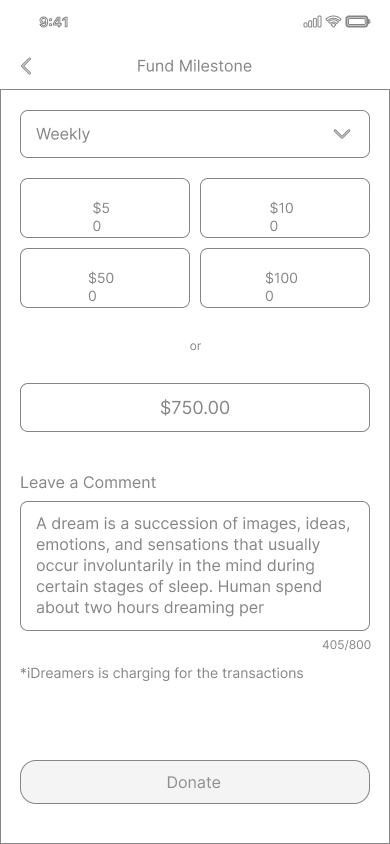 9:41
Fund Milestone
Weekly
$5
0
$10
0
$50
0
$100
0
or
$750.00
Leave a Comment
A dream is a succession of images, ideas,
emotions, and sensations that usually
occur involuntarily in the mind during
certain stages of sleep. Human spend
about two hours dreaming per
405/800
*iDreamers is charging for the transactions
Donate